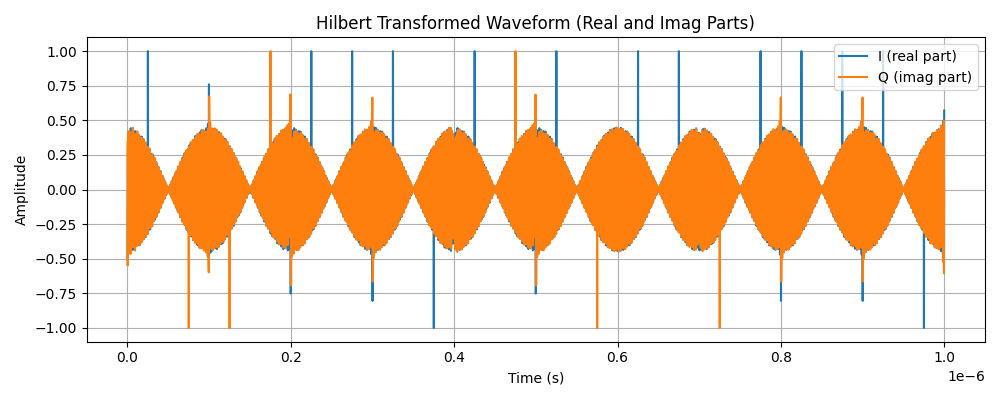 Hilbert Transformed Waveform (Real and Imag Parts)
I (real part)
Q (imag part)
Amplitude
1.00
0.75
0.50
0.25
0.00
−0.25
−0.50
−0.75
−1.00
0.0 0.2 0.4 0.6 0.8 1.0
1e−6
Time (s)